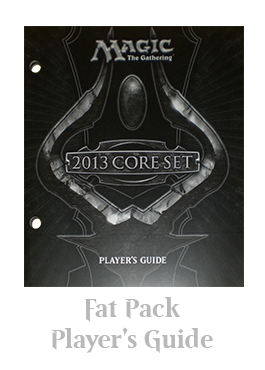 MAGIC
The Gathering
2013 CORE SET
PLAYER'S GUIDE
Fat Pack
Player's Guide